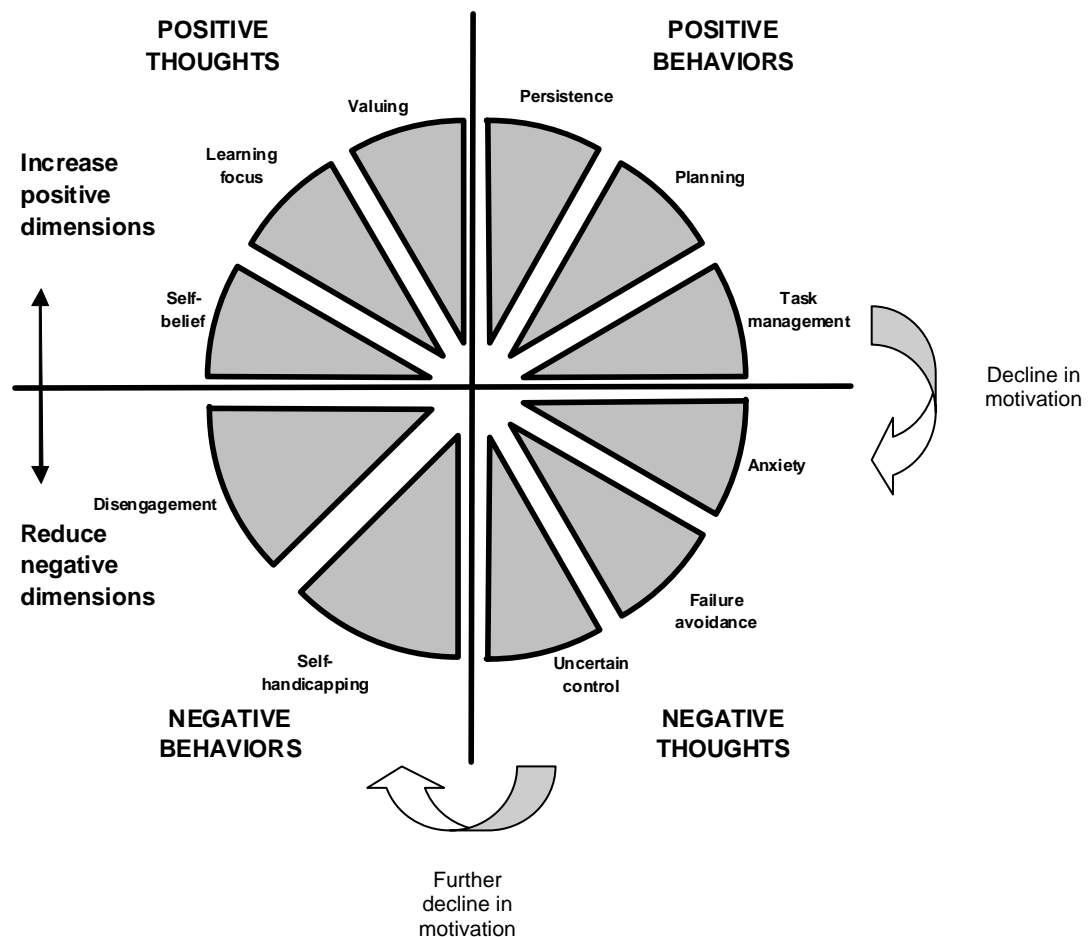 POSITIVE
THOUGHTS
POSITIVE
BEHAVIORS
Valuing
Persistence
Learning
focus
Planning
Increase
positive
dimensions
Self-
belief
Task
management
Decline in
motivation
Disengagement
Anxiety
Reduce
negative
dimensions
Failure
avoidance
Self-
handicapping
Uncertain
control
NEGATIVE
BEHAVIORS
NEGATIVE
THOUGHTS
Further
decline in
motivation